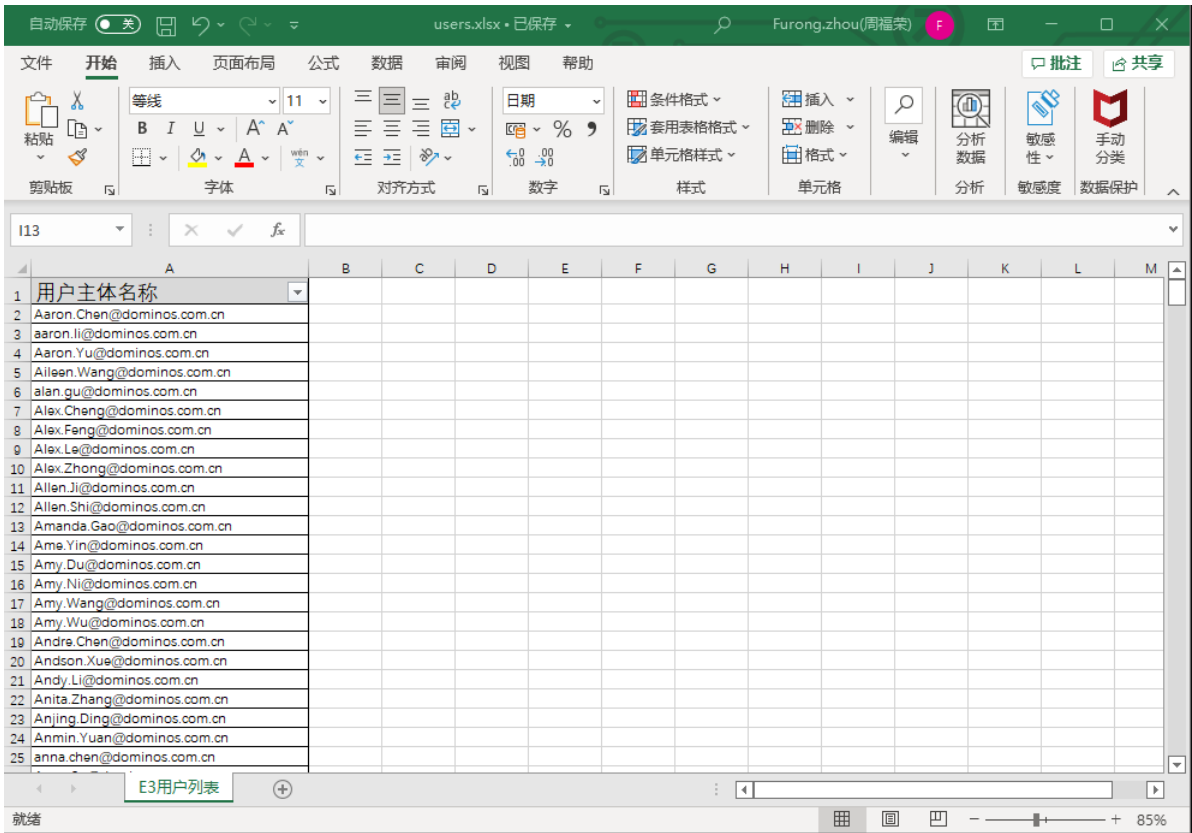 自动保存 关 users.xlsx • 已保存 Furong.zhou(周福荣) F
文件 开始 插入 页面布局 公式 数据 审阅 视图 帮助 批注 共享
等线 11 ab 日期 条件格式 插入
粘贴 B I U A A % 套用表格格式 删除 编辑 分析数据 敏感性 手动分类
A wén 文 .00 .00 单元格样式 格式
剪贴板 字体 对齐方式 数字 样式 单元格 分析 敏感度 数据保护
I13 fx
A B C D E F G H I J K L M
1 用户主体名称
2 Aaron.Chen@dominos.com.cn
3 aaron.li@dominos.com.cn
4 Aaron.Yu@dominos.com.cn
5 Aileen.Wang@dominos.com.cn
6 alan.gu@dominos.com.cn
7 Alex.Cheng@dominos.com.cn
8 Alex.Feng@dominos.com.cn
9 Alex.Le@dominos.com.cn
10 Alex.Zhong@dominos.com.cn
11 Allen.Ji@dominos.com.cn
12 Allen.Shi@dominos.com.cn
13 Amanda.Gao@dominos.com.cn
14 Ame.Yin@dominos.com.cn
15 Amy.Du@dominos.com.cn
16 Amy.Ni@dominos.com.cn
17 Amy.Wang@dominos.com.cn
18 Amy.Wu@dominos.com.cn
19 Andre.Chen@dominos.com.cn
20 Andson.Xue@dominos.com.cn
21 Andy.Li@dominos.com.cn
22 Anita.Zhang@dominos.com.cn
23 Anjing.Ding@dominos.com.cn
24 Anmin.Yuan@dominos.com.cn
25 anna.chen@dominos.com.cn
E3用户列表
就绪 85%